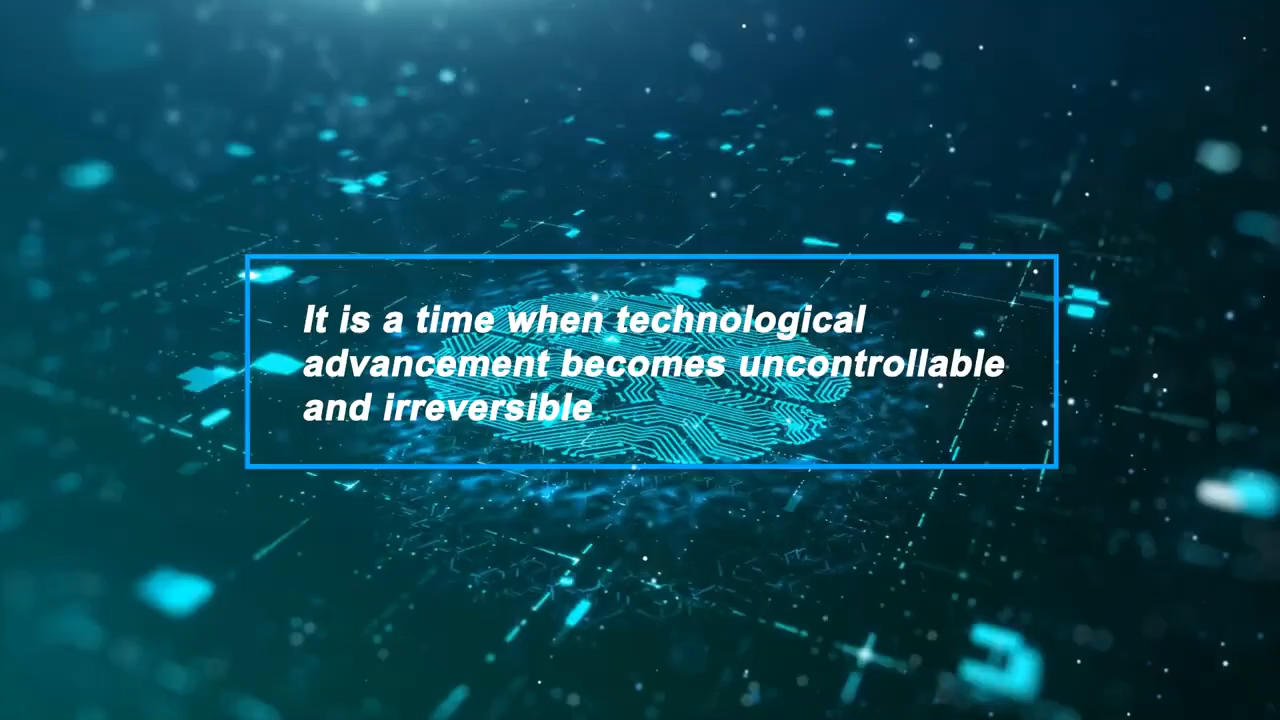 It is a time when technological
advancement becomes uncontrollable
and irreversible